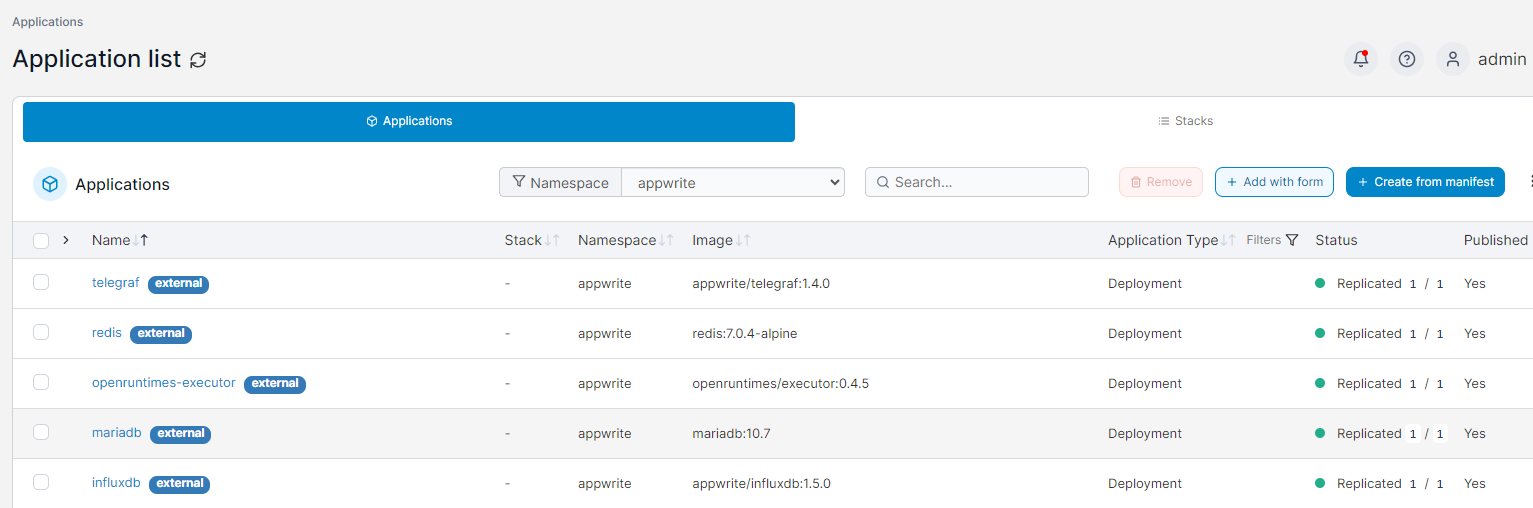 Applications
Application list
admin
Applications
Stacks
Applications
Namespace appwrite Search... Remove + Add with form + Create from manifest
Name Stack Namespace Image Application Type Filters Status Published
telegraf external - appwrite appwrite/telegraf:1.4.0 Deployment Replicated 1 / 1 Yes
redis external - appwrite redis:7.0.4-alpine Deployment Replicated 1 / 1 Yes
openruntimes-executor external - appwrite openruntimes/executor:0.4.5 Deployment Replicated 1 / 1 Yes
mariadb external - appwrite mariadb:10.7 Deployment Replicated 1 / 1 Yes
influxdb external - appwrite appwrite/influxdb:1.5.0 Deployment Replicated 1 / 1 Yes